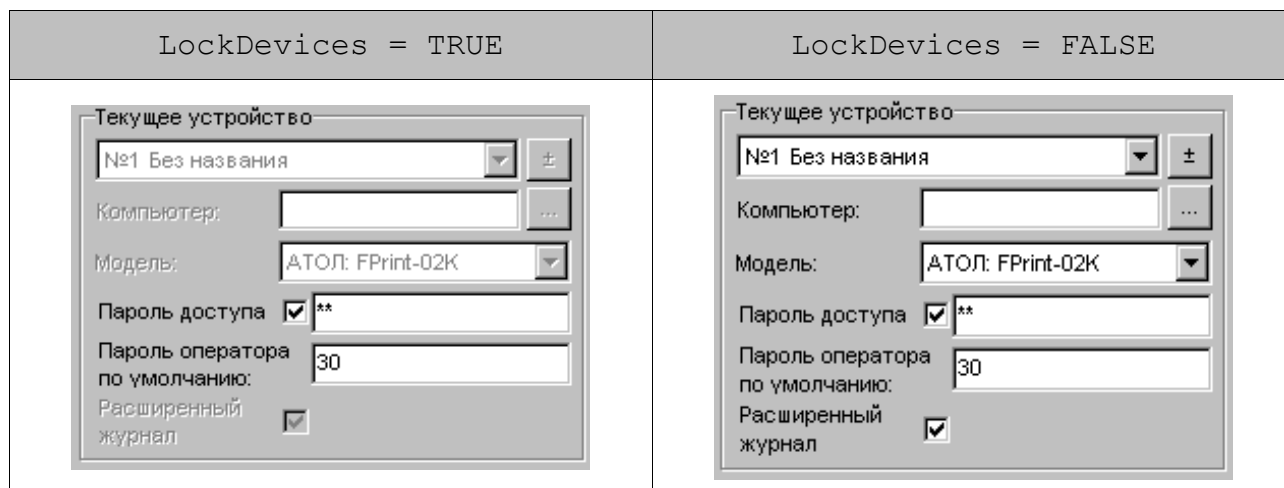 LockDevices = TRUE
LockDevices = FALSE
Текущее устройство
№1 Без названия
±
Компьютер:
...
Модель:
АТОЛ: FPrint-02К
Пароль доступа
**
Пароль оператора
по умолчанию:
30
Расширенный
журнал
Текущее устройство
№1 Без названия
±
Компьютер:
...
Модель:
АТОЛ: FPrint-02К
Пароль доступа
**
Пароль оператора
по умолчанию:
30
Расширенный
журнал